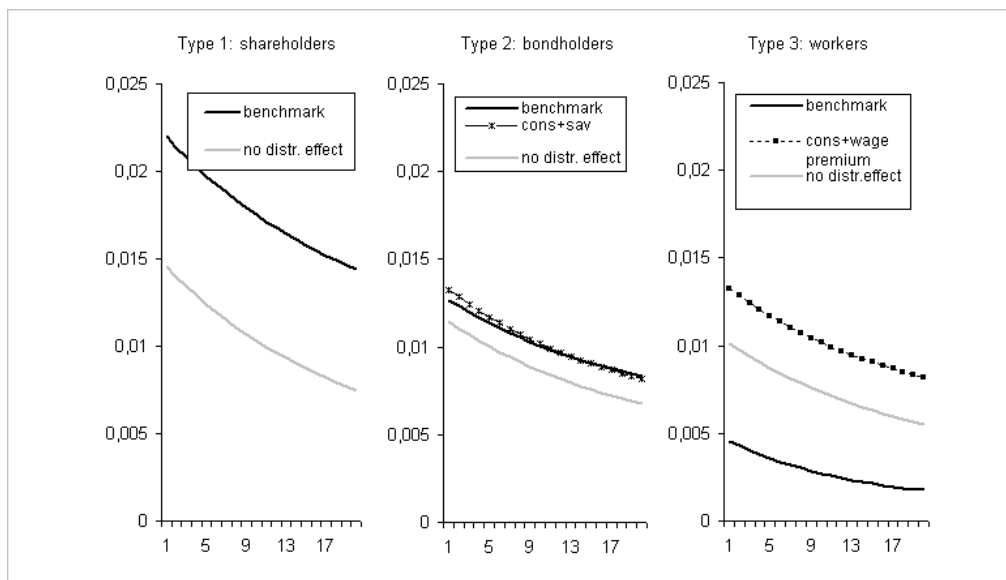 Type 1: shareholders
0,025
0,02
0,015
0,01
0,005
0
benchmark
no distr. effect
1 5 9 13 17
Type 2: bondholders
0,025
0,02
0,015
0,01
0,005
0
benchmark
cons+sav
no distr. effect
1 5 9 13 17
Type 3: workers
0,025
0,02
0,015
0,01
0,005
0
benchmark
cons+wage
premium
no distr.effect
1 5 9 13 17